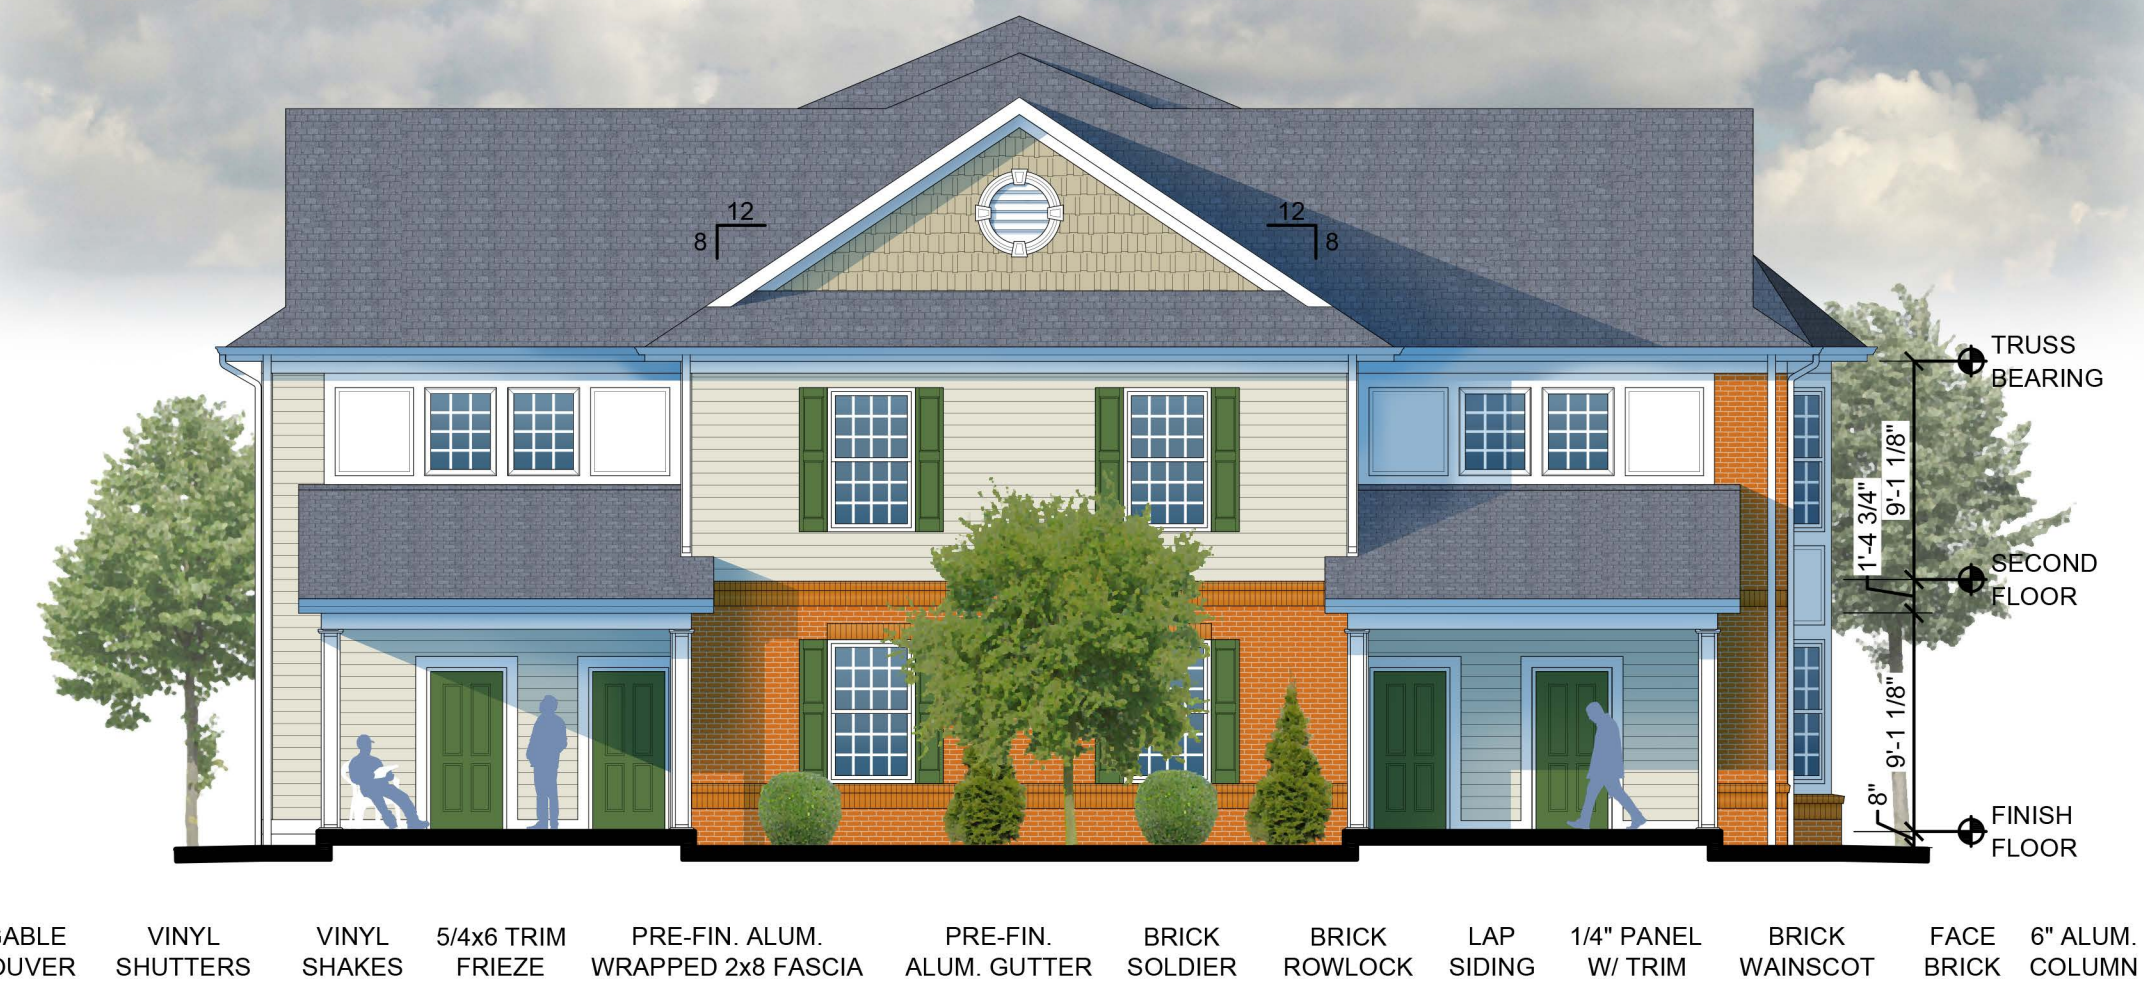 12
8
12
8
TRUSS
BEARING
9'-1 1/8"
1'-4 3/4"
SECOND
FLOOR
9'-1 1/8"
8"
FINISH
FLOOR
VINYL
SHUTTERS
VINYL
SHAKES
5/4x6 TRIM
FRIEZE
PRE-FIN. ALUM.
WRAPPED 2x8 FASCIA
PRE-FIN.
ALUM. GUTTER
BRICK
SOLDIER
BRICK
ROWLOCK
LAP
SIDING
1/4" PANEL
W/ TRIM
BRICK
WAINSCOT
FACE
BRICK
6" ALUM.
COLUMN